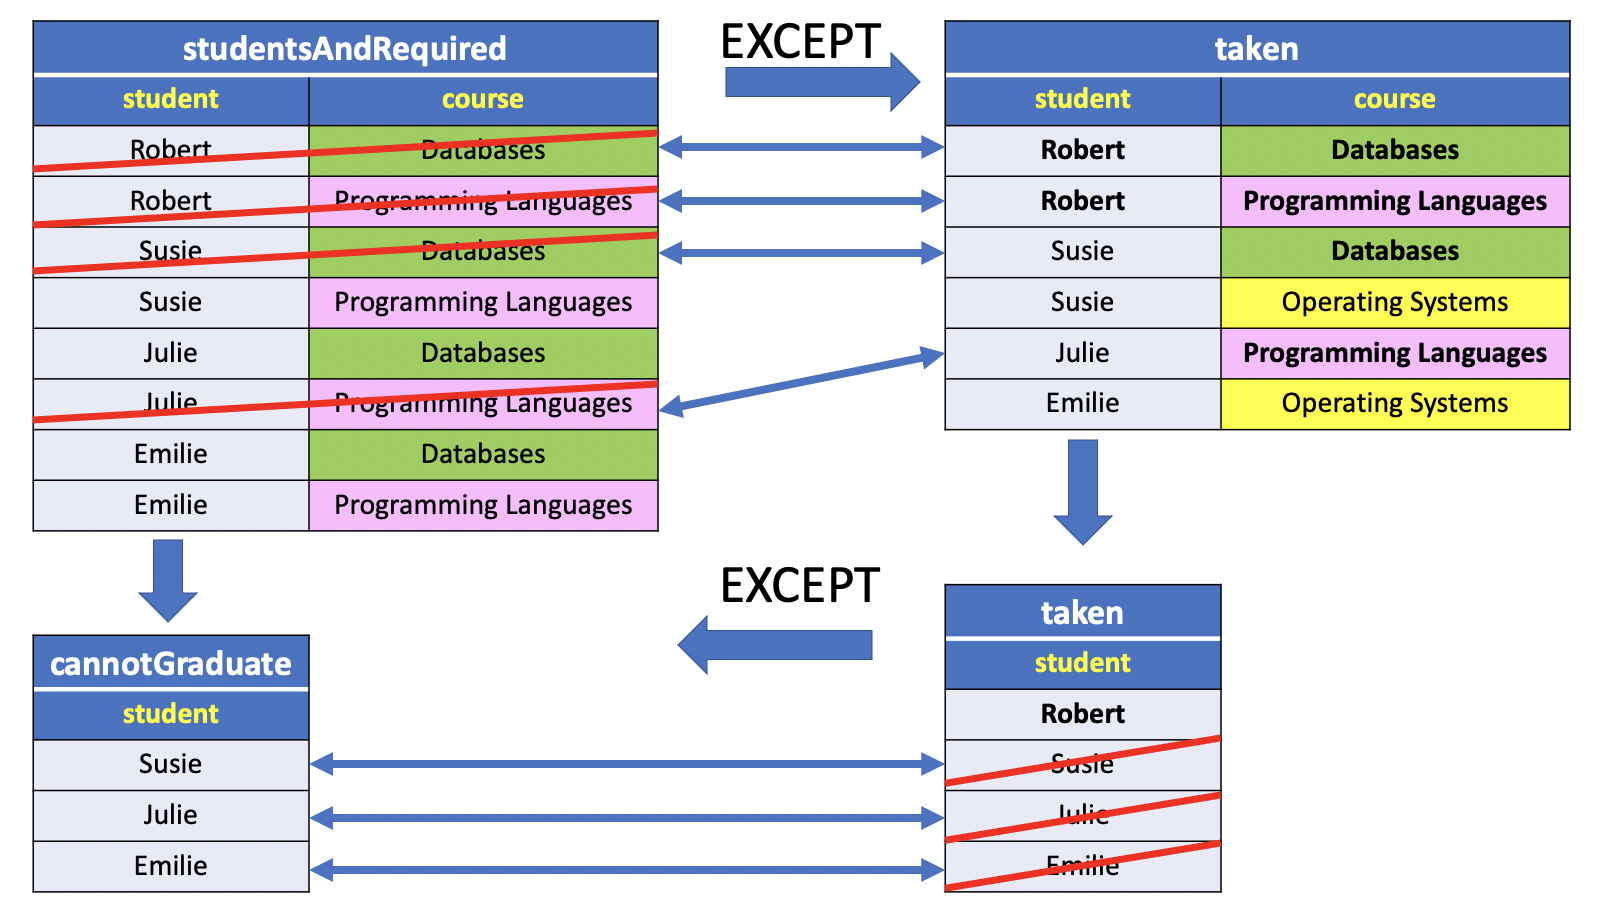 studentsAndRequired
student course
Robert Databases
Robert Programming Languages
Susie Databases
Susie Programming Languages
Julie Databases
Julie Programming Languages
Emilie Databases
Emilie Programming Languages
EXCEPT
taken
student course
Robert Databases
Robert Programming Languages
Susie Databases
Susie Operating Systems
Julie Programming Languages
Emilie Operating Systems
cannotGraduate
student
Susie
Julie
Emilie
EXCEPT
taken
student
Robert
Susie
Julie
Emilie